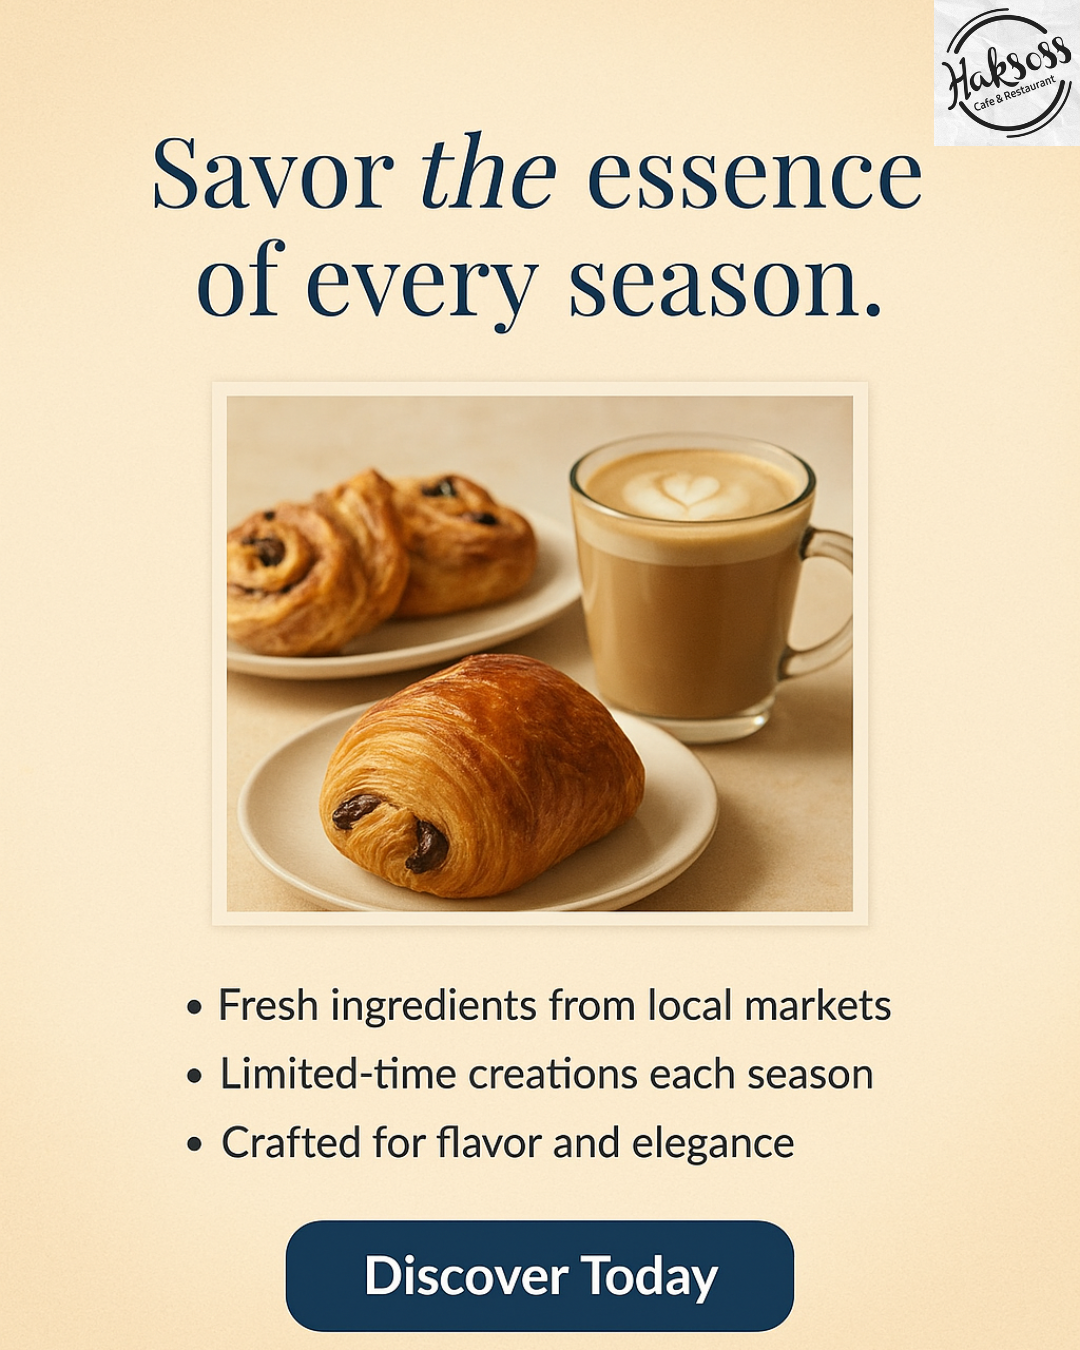 Haksoss
Cafe & Restaurant
Savor the essence
of every season.
• Fresh ingredients from local markets
• Limited-time creations each season
• Crafted for flavor and elegance
Discover Today